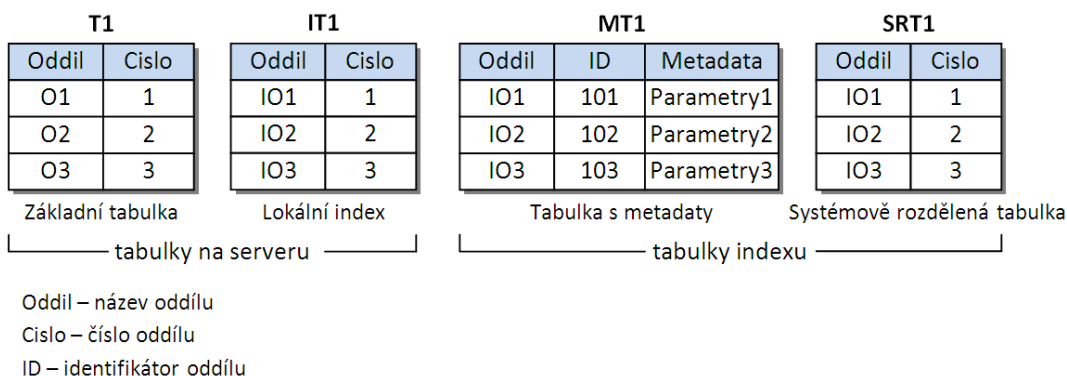 T1 IT1 MT1 SRT1
Oddil Cislo Oddil Cislo Oddil ID Metadata Oddil Cislo
O1 1 IO1 1 IO1 101 Parametry1 IO1 1
O2 2 IO2 2 IO2 102 Parametry2 IO2 2
O3 3 IO3 3 IO3 103 Parametry3 IO3 3
Základní tabulka Lokální index Tabulka s metadaty Systémově rozdělená tabulka
tabulky na serveru tabulky indexu
Oddil – název oddílu
Cislo – číslo oddílu
ID – identifikátor oddílu